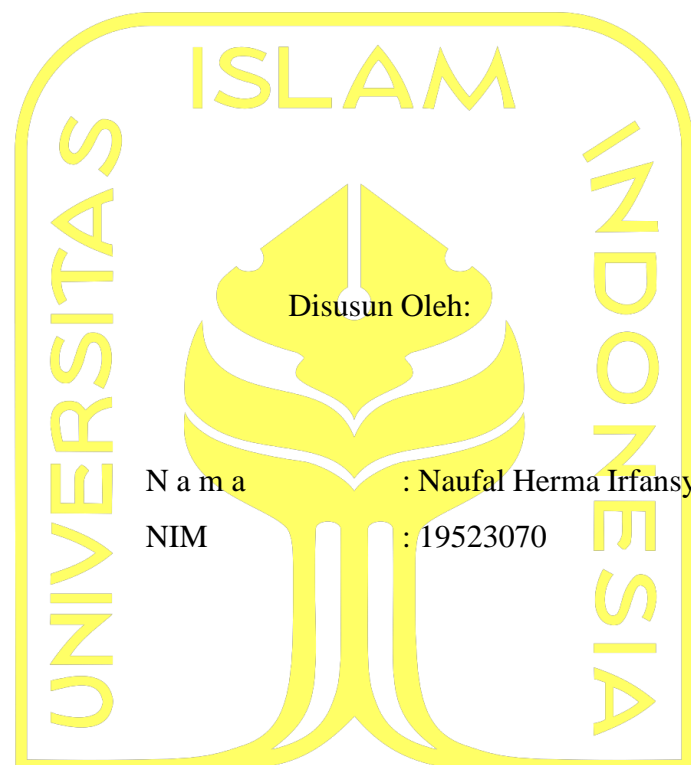 ISLAM
UNIVERSITAS
INDONESIA
Disusun Oleh:
N a m a : Naufal Herma Irfansy
NIM : 19523070